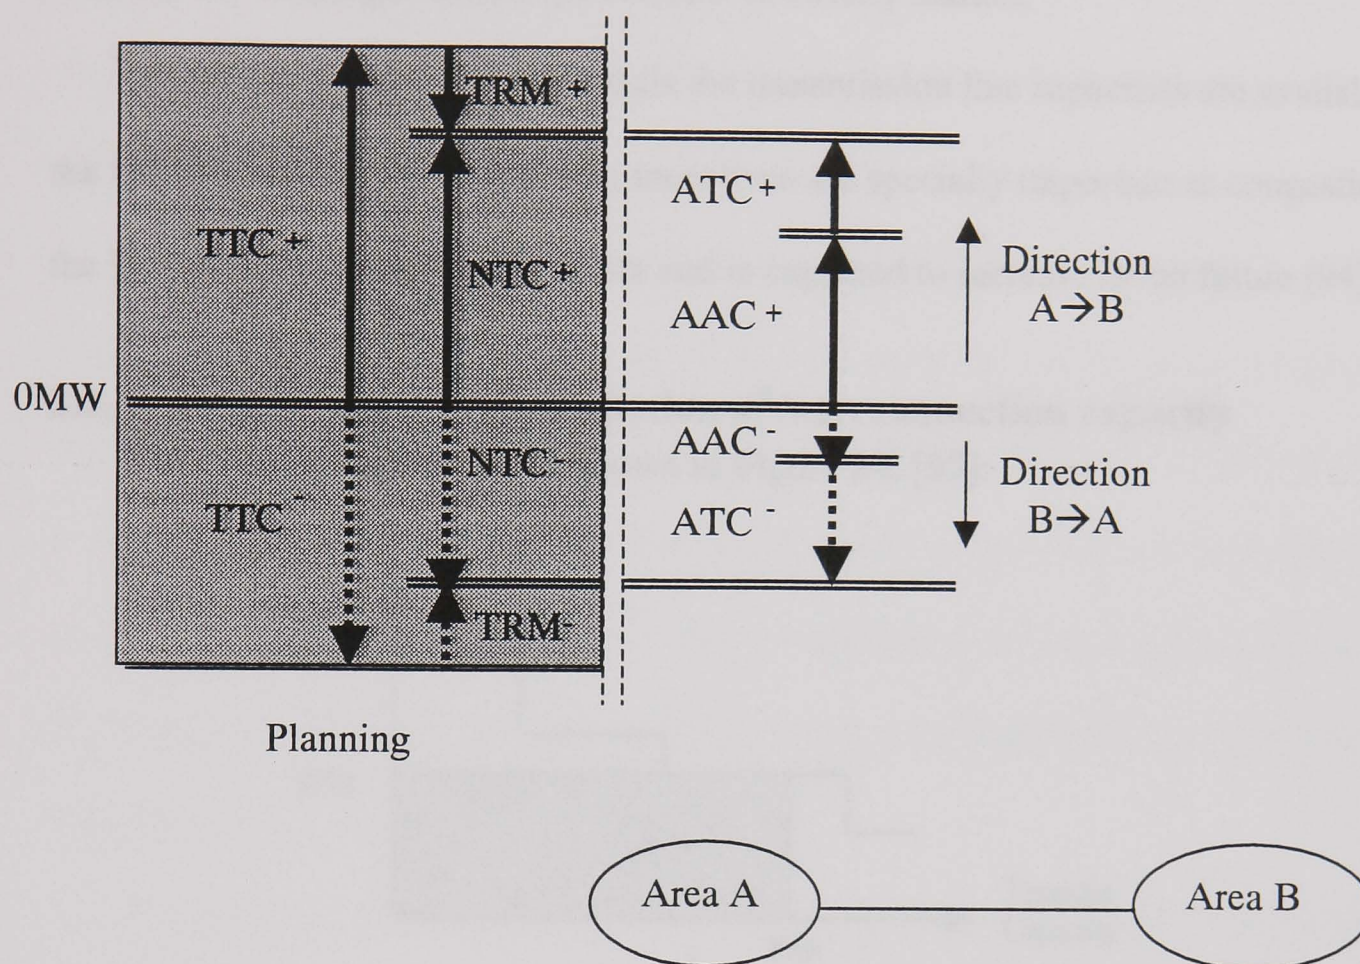 TRM +
TTC +
NTC+
ATC +
AAC +
Direction
A→B
0MW
NTC-
TTC -
AAC -
ATC -
Direction
B→A
TRM-
Planning
Area A
Area B